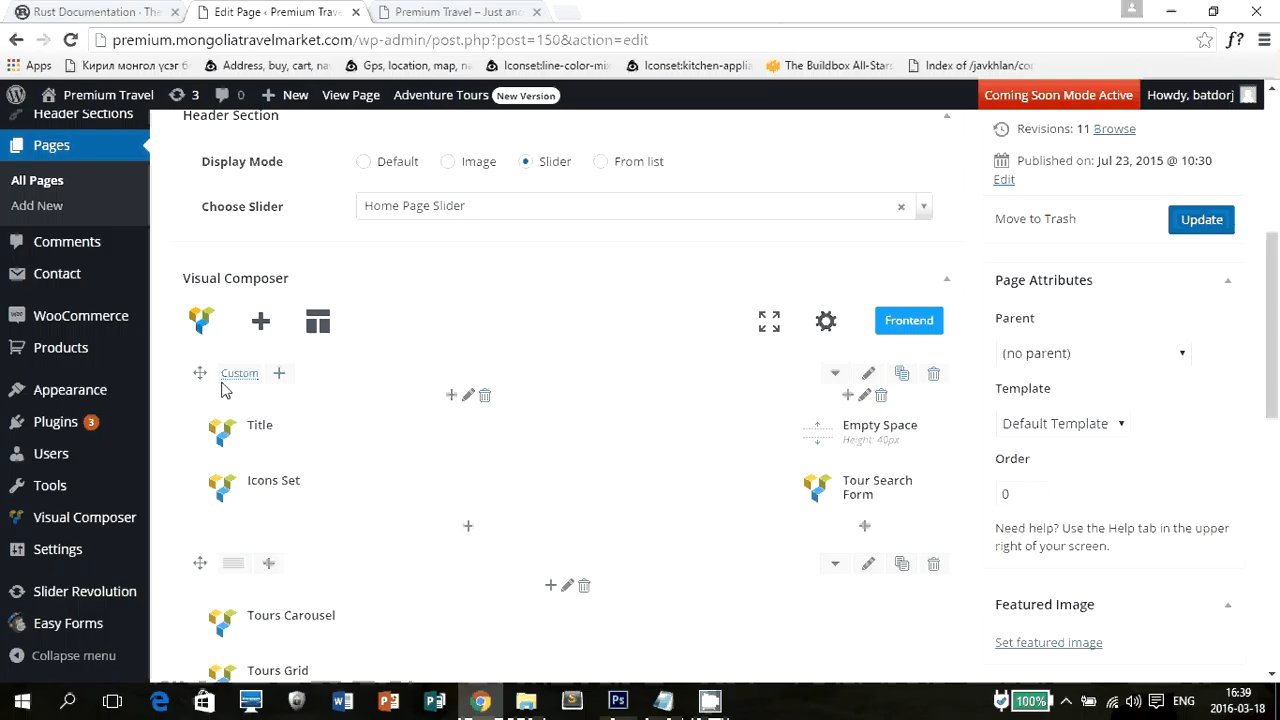 Rust Documentation · The
Edit Page ‹ Premium Trave
Premium Travel – Just an
premium.mongoliatravelmarket.com/wp-admin/post.php?post=150&action=edit
f?
Apps
Кирил монгол үсэг б
Address, buy, cart, na
Gps, location, map, n
Iconset:line-color-mix
Iconset:kitchen-applia
The Buildbox All-Stars
Index of /javkhlan/co
Premium Travel
3
0
New
View Page
Adventure Tours
New Version
Coming Soon Mode Active
Howdy, batdorj
Header Sections
Pages
All Pages
Add New
Comments
Contact
WooCommerce
Products
Appearance
Plugins 3
Users
Tools
Visual Composer
Settings
Slider Revolution
Easy Forms
Collapse menu
Header Section
Display Mode
Default
Image
Slider
From list
Choose Slider
Home Page Slider
Visual Composer
Frontend
Custom
Title
Empty Space
Height: 40px
Icons Set
Tour Search
Form
Tours Carousel
Tours Grid
Revisions: 11 Browse
Published on: Jul 23, 2015 @ 10:30
Edit
Move to Trash
Update
Page Attributes
Parent
(no parent)
Template
Default Template
Order
0
Need help? Use the Help tab in the upper
right of your screen.
Featured Image
Set featured image
100%
ENG
16:39
2016-03-18